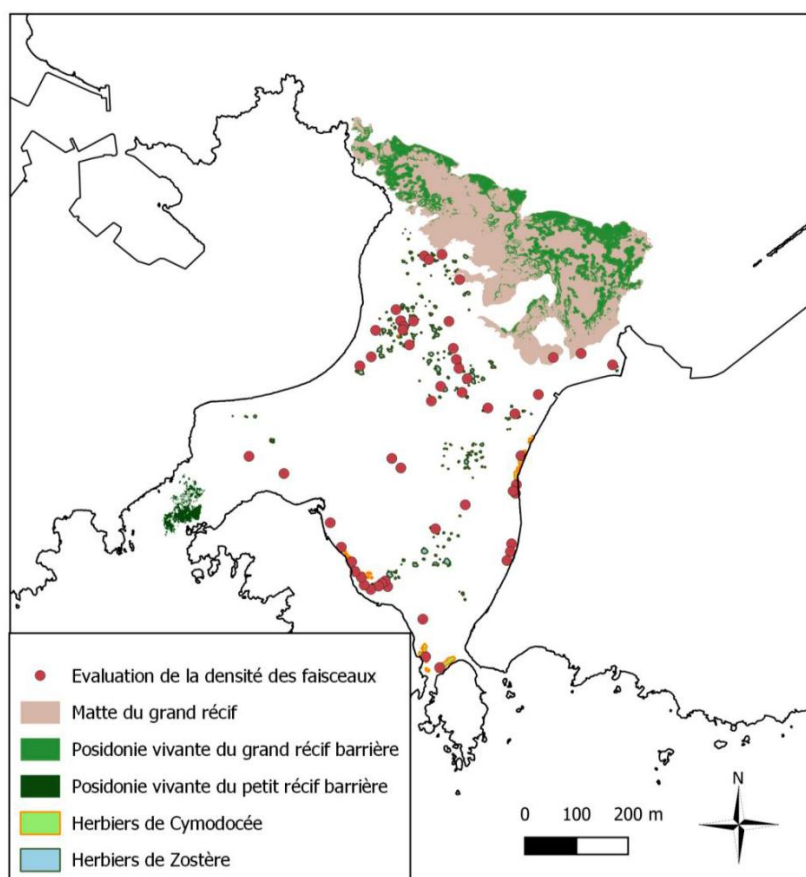 Evaluation de la densité des faisceaux
Matte du grand récif
Posidonie vivante du grand récif barrière
Posidonie vivante du petit récif barrière
Herbiers de Cymodocée
Herbiers de Zostère
0 100 200 m
N